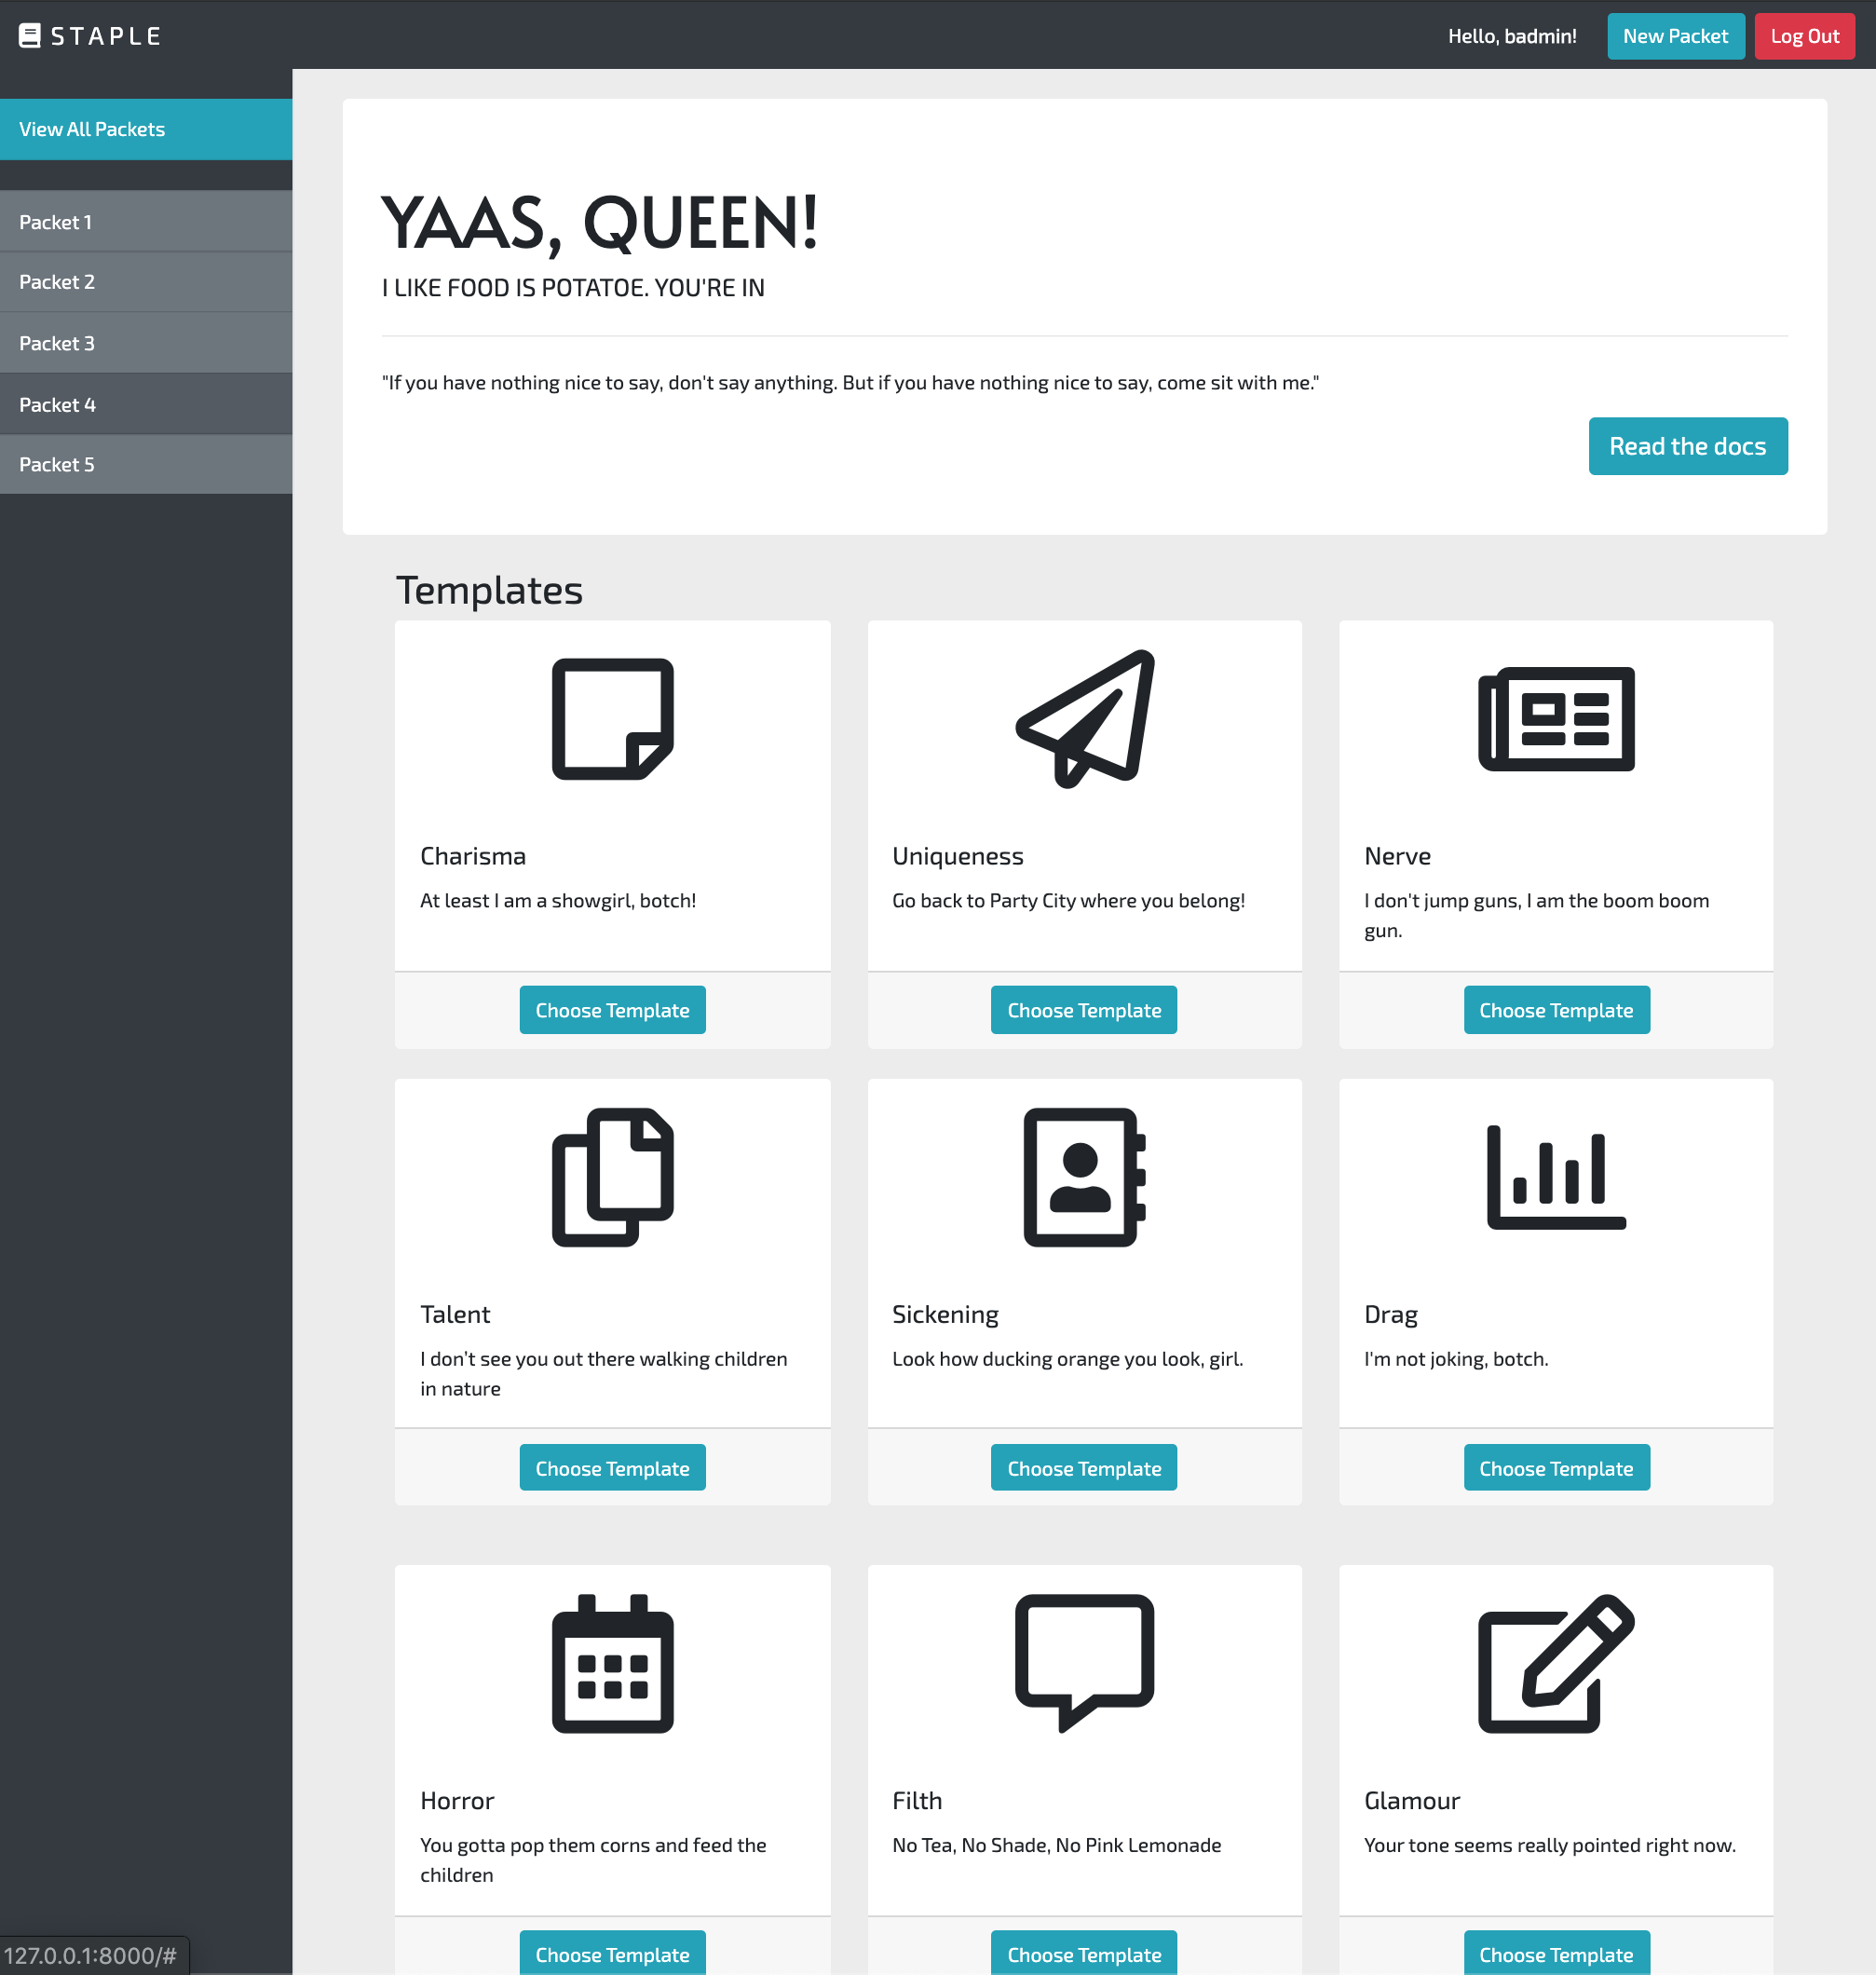 STAPLE
Hello, badmin!
New Packet
Log Out
View All Packets
Packet 1
Packet 2
Packet 3
Packet 4
Packet 5
YAAS, QUEEN!
I LIKE FOOD IS POTATOE. YOU'RE IN
"If you have nothing nice to say, don't say anything. But if you have nothing nice to say, come sit with me."
Read the docs
Templates
Charisma
At least I am a showgirl, botch!
Choose Template
Uniqueness
Go back to Party City where you belong!
Choose Template
Nerve
I don't jump guns, I am the boom boom
gun.
Choose Template
Talent
I don't see you out there walking children
in nature
Choose Template
Sickening
Look how ducking orange you look, girl.
Choose Template
Drag
I'm not joking, botch.
Choose Template
Horror
You gotta pop them corns and feed the
children
Choose Template
Filth
No Tea, No Shade, No Pink Lemonade
Choose Template
Glamour
Your tone seems really pointed right now.
Choose Template
127.0.0.1:8000/#